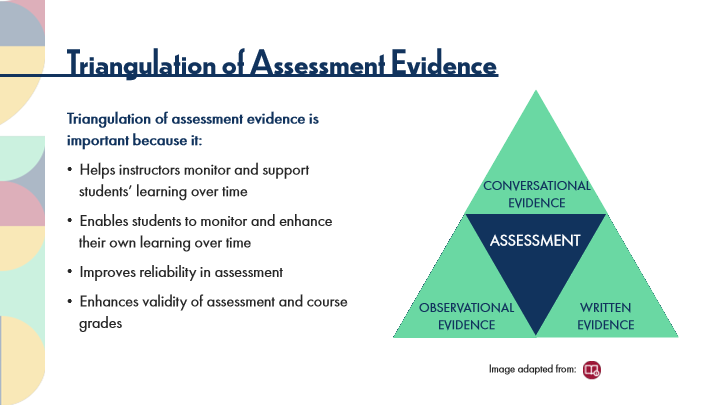 Triangulation of Assessment Evidence
Triangulation of assessment evidence is
important because it:
• Helps instructors monitor and support
students’ learning over time
• Enables students to monitor and enhance
their own learning over time
• Improves reliability in assessment
• Enhances validity of assessment and course
grades
CONVERSATIONAL
EVIDENCE
ASSESSMENT
OBSERVATIONAL
EVIDENCE
WRITTEN
EVIDENCE
Image adapted from: